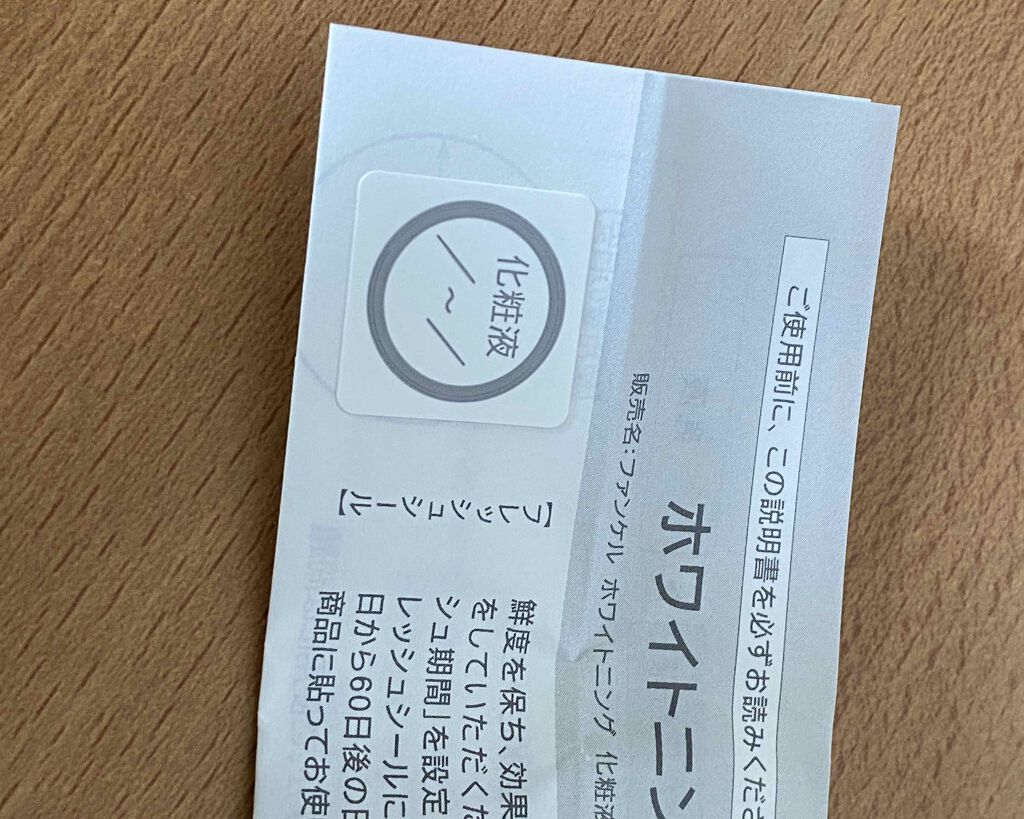 ご使用前に、この説明書を必ずお読みくださ
ホワイトニン
販売名:ファンケル ホワイトニング 化粧液
化粧液
/~/
【フレッシュシール】
鮮度を保ち、効果
をしていただくた
シュ期間」を設定
レッシュシールに
日から60日後の日
商品に貼ってお使